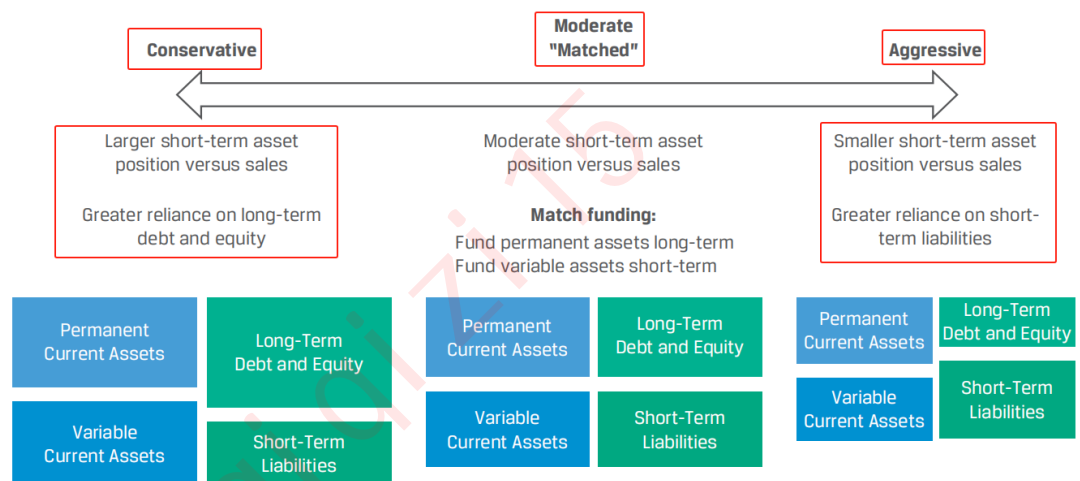 Conservative
Moderate
"Matched"
Aggressive
Larger short-term asset
position versus sales
Greater reliance on long-term
debt and equity
Moderate short-term asset
position versus sales
Match funding:
Fund permanent assets long-term
Fund variable assets short-term
Smaller short-term asset
position versus sales
Greater reliance on short-
term liabilities
Permanent
Current Assets
Variable
Current Assets
Long-Term
Debt and Equity
Short-Term
Liabilities
Permanent
Current Assets
Variable
Current Assets
Long-Term
Debt and Equity
Short-Term
Liabilities
Permanent
Current Assets
Variable
Current Assets
Long-Term
Debt and Equity
Short-Term
Liabilities